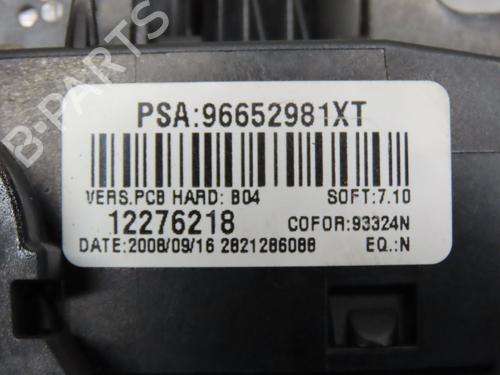 PSA:96652981XT
VERS.PCB HARD: B04 SOFT:7.10
12276218 COFOR:93324N
DATE:2008/09/16 2821286088 EQ.:N
B-PARTS